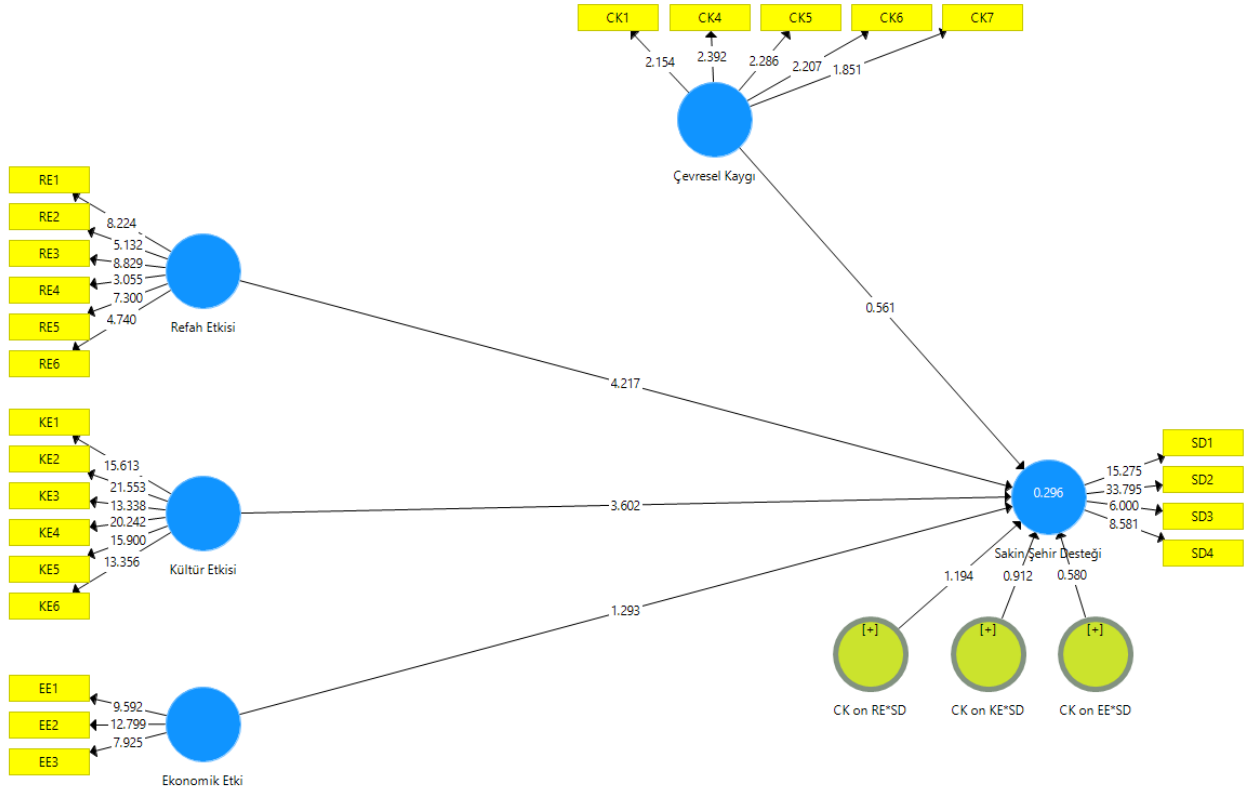 CK1
CK4
CK5
CK6
CK7
2.154
2.392
2.286
2.207
1.851
Çevresel Kaygı
RE1
RE2
RE3
RE4
RE5
RE6
8.224
5.132
8.829
3.055
7.300
4.740
Refah Etkisi
0.561
4.217
KE1
KE2
KE3
KE4
KE5
KE6
15.613
21.553
13.338
20.242
15.900
13.356
Kültür Etkisi
3.602
0.296
Sakin Şehir Desteği
15.275
33.795
6.000
8.581
SD1
SD2
SD3
SD4
1.293
1.194
0.912
0.580
[+]
[+]
[+]
CK on RE*SD
CK on KE*SD
CK on EE*SD
EE1
EE2
EE3
9.592
12.799
7.925
Ekonomik Etki